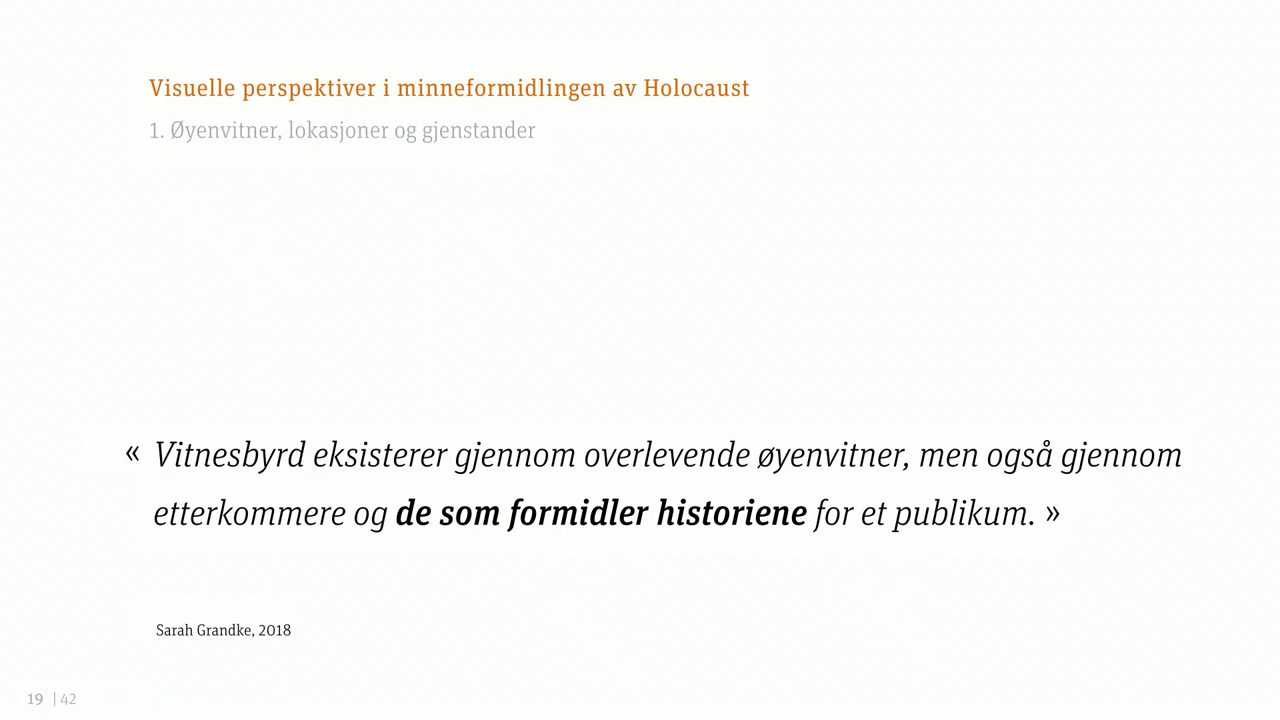 Visuelle perspektiver i minneformidlingen av Holocaust
1. Øyenvitner, lokasjoner og gjenstander
« Vitnesbyrd eksisterer gjennom overlevende øyenvitner, men også gjennom
etterkommere og de som formidler historiene for et publikum. »
Sarah Grandke, 2018
19 | 42